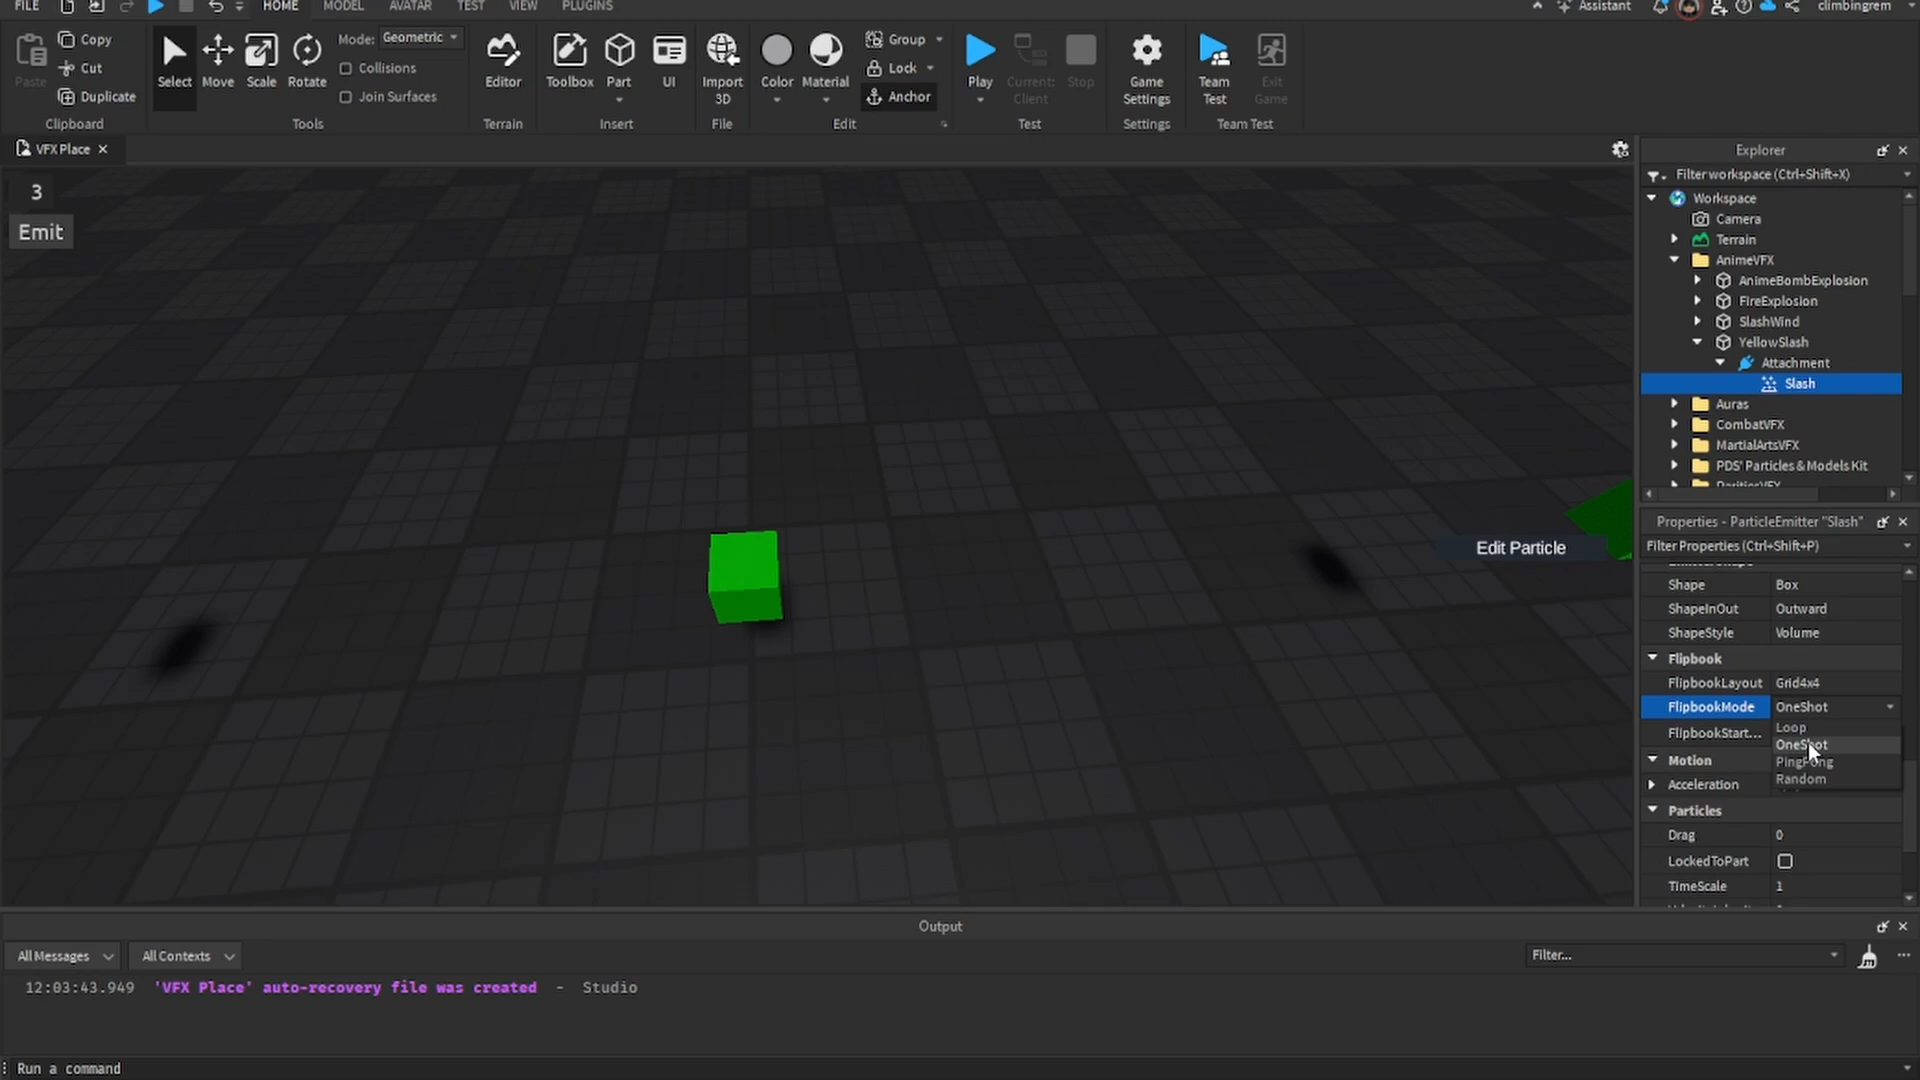 FILE
HOME
MODEL
AVATAR
TEST
VIEW
PLUGINS
Assistant
climbingrem
Paste
Copy
Cut
Duplicate
Clipboard
Select
Move
Scale
Rotate
Mode: Geometric
Collisions
Join Surfaces
Tools
Editor
Terrain
Toolbox
Part
UI
Insert
Import
3D
File
Color
Material
Group
Lock
Anchor
Edit
Play
Current:
Client
Stop
Test
Game
Settings
Settings
Team
Test
Exit
Game
Team Test
VFX Place
3
Emit
Edit Particle
Explorer
Filter workspace (Ctrl+Shift+X)
Workspace
Camera
Terrain
AnimeVFX
AnimeBombExplosion
FireExplosion
SlashWind
YellowSlash
Attachment
Slash
Auras
CombatVFX
MartialArtsVFX
PDS' Particles & Models Kit
Properties - ParticleEmitter "Slash"
Filter Properties (Ctrl+Shift+P)
Shape Box
ShapeInOut Outward
ShapeStyle Volume
Flipbook
FlipbookLayout Grid4x4
FlipbookMode OneShot
Loop
FlipbookStart...
OneShot
Motion
PingPong
Random
Acceleration
Particles
Drag 0
LockedToPart
TimeScale 1
Output
All Messages
All Contexts
Filter...
12:03:43.949 'VFX Place' auto-recovery file was created - Studio
Run a command